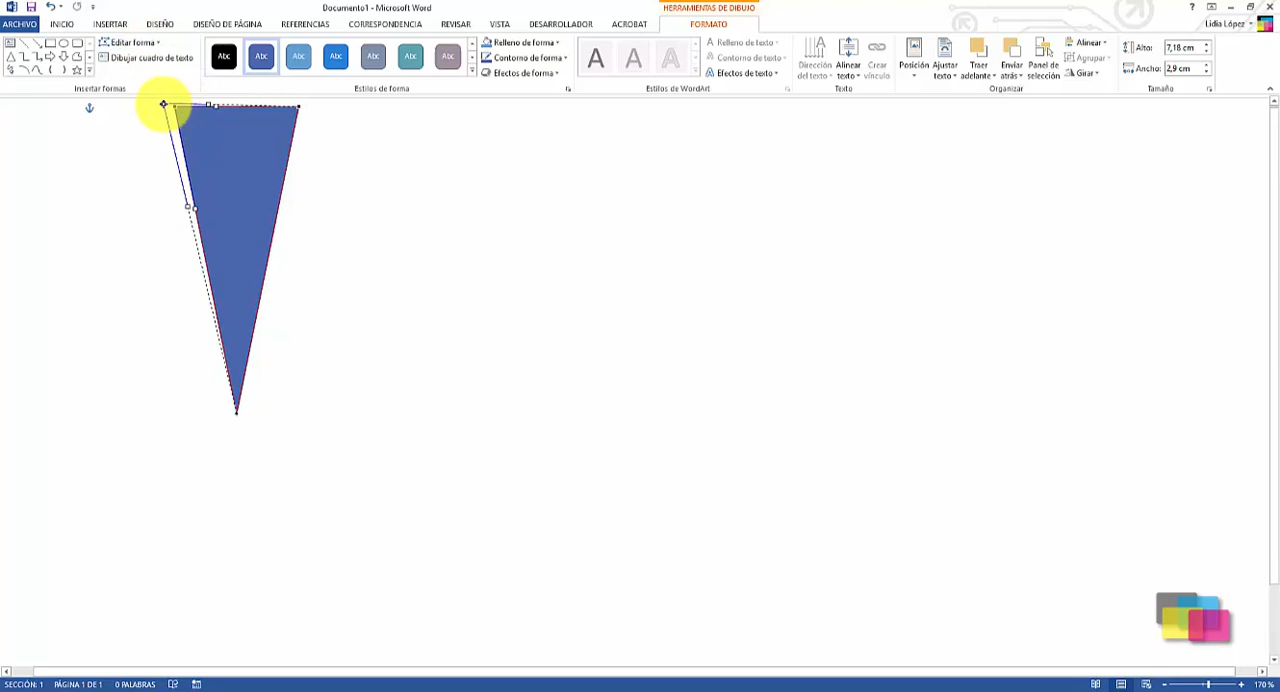 Documento1 - Microsoft Word
HERRAMIENTAS DE DIBUJO
ARCHIVO INICIO INSERTAR DISEÑO DISEÑO DE PÁGINA REFERENCIAS CORRESPONDENCIA REVISAR VISTA DESARROLLADOR ACROBAT FORMATO Lidia López
Editar forma
Dibujar cuadro de texto
Insertar formas
Abc Abc Abc Abc Abc Abc Abc
Estilos de forma
Relleno de forma
Contorno de forma
Efectos de forma
A A A
Estilos de WordArt
Relleno de texto
Contorno de texto
Efectos de texto
Dirección del texto
Alinear texto
Crear vínculo
Texto
Posición
Ajustar texto
Traer adelante
Enviar atrás
Panel de selección
Alinear
Agrupar
Girar
Organizar
Alto: 7,18 cm
Ancho: 2,9 cm
Tamaño
SECCIÓN: 1 PÁGINA 1 DE 1 0 PALABRAS 170 %